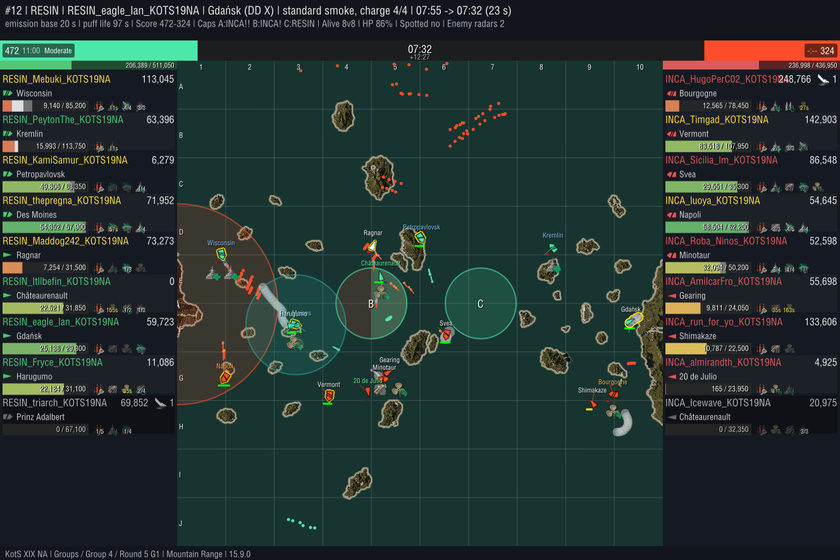 #12 | RESIN | RESIN_eagle_Ian_KOTS19NA | Gdańsk (DD X) | standard smoke, charge 4/4 | 07:55 -> 07:32 (23 s)
emission base 20 s | puff life 97 s | Score 472-324 | Caps A:INCA!! B:INCA! C:RESIN | Alive 8v8 | HP 86% | Spotted no | Enemy radars 2
472 11:00 Moderate
07:32
+12:27
-:-- 324
206,389 / 511,050
236,998 / 436,950
1 2 3 4 5 6 7 8 9 10
A
B
C
D
G
H
I
J
RESIN_Mebuki_KOTS19NA 113,045
Wisconsin
9,140 / 85,200
RESIN_PeytonThe_KOTS19NA 63,396
Kremlin
15,993 / 113,750
RESIN_KamiSamur_KOTS19NA 6,279
Petropavlovsk
RESIN_thepregna_KOTS19NA 71,952
Des Moines
RESIN_Maddog242_KOTS19NA 73,273
Ragnar
7,254 / 31,500
RESIN_ltlibefin_KOTS19NA 0
Châteaurenault
RESIN_eagle_Ian_KOTS19NA 59,723
Gdańsk
RESIN_Fryce_KOTS19NA 11,086
Harugumo
22,184 / 31,100
RESIN_triarch_KOTS19NA 69,852 1
Prinz Adalbert
0 / 67,100
INCA_HugoPerC02_KOTS19NA 1
Bourgogne
12,565 / 78,450
INCA_Timgad_KOTS19NA 142,903
Vermont
INCA_Sicilia_Im_KOTS19NA 86,548
Svea
INCA_luoya_KOTS19NA 54,645
Napoli
INCA_Roba_Ninos_KOTS19NA 52,598
Minotaur
INCA_AmilcarFro_KOTS19NA 55,698
Gearing
9,811 / 24,050
INCA_run_for_yo_KOTS19NA 133,606
Shimakaze
INCA_almirandth_KOTS19NA 4,925
20 de Julio
165 / 23,950
INCA_Icewave_KOTS19NA 20,975
Châteaurenault
0 / 32,350
Wisconsin
Ragnar
Petropavlovsk
Kremlin
Châteaurenault
B
C
Gdańsk
Svea
Napoli
Gearing
Minotaur
20 de Julio
Vermont
Bourgogne
Shimakaze
KotS XIX NA | Groups / Group 4 / Round 5 G1 | Mountain Range | 15.9.0